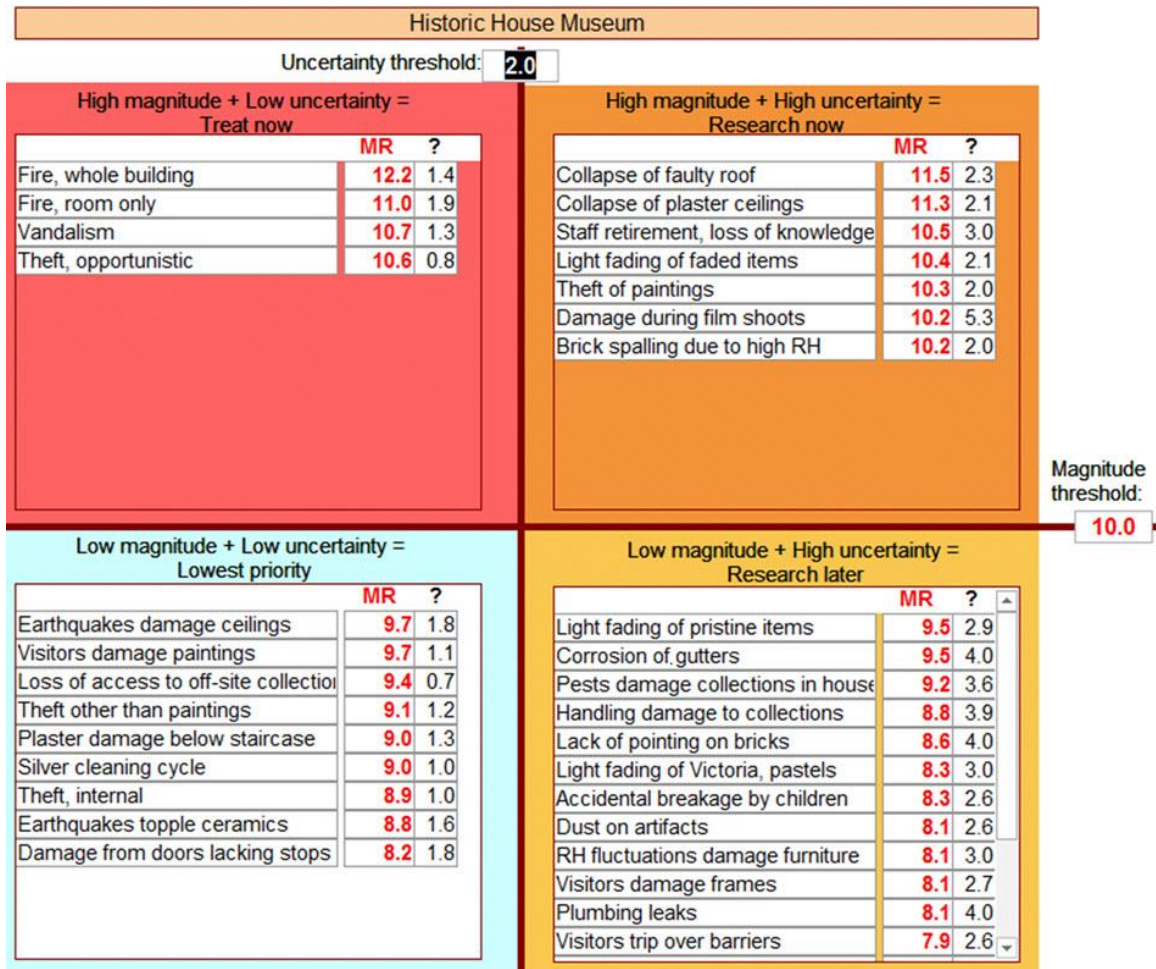 Historic House Museum
Uncertainty threshold: 2.0
High magnitude + Low uncertainty =
Treat now
MR ?
Fire, whole building 12.2 1.4
Fire, room only 11.0 1.9
Vandalism 10.7 1.3
Theft, opportunistic 10.6 0.8
High magnitude + High uncertainty =
Research now
MR ?
Collapse of faulty roof 11.5 2.3
Collapse of plaster ceilings 11.3 2.1
Staff retirement, loss of knowledge 10.5 3.0
Light fading of faded items 10.4 2.1
Theft of paintings 10.3 2.0
Damage during film shoots 10.2 5.3
Brick spalling due to high RH 10.2 2.0
Magnitude
threshold:
10.0
Low magnitude + Low uncertainty =
Lowest priority
MR ?
Earthquakes damage ceilings 9.7 1.8
Visitors damage paintings 9.7 1.1
Loss of access to off-site collection 9.4 0.7
Theft other than paintings 9.1 1.2
Plaster damage below staircase 9.0 1.3
Silver cleaning cycle 9.0 1.0
Theft, internal 8.9 1.0
Earthquakes topple ceramics 8.8 1.6
Damage from doors lacking stops 8.2 1.8
Low magnitude + High uncertainty =
Research later
MR ?
Light fading of pristine items 9.5 2.9
Corrosion of gutters 9.5 4.0
Pests damage collections in house 9.2 3.6
Handling damage to collections 8.8 3.9
Lack of pointing on bricks 8.6 4.0
Light fading of Victoria, pastels 8.3 3.0
Accidental breakage by children 8.3 2.6
Dust on artifacts 8.1 2.6
RH fluctuations damage furniture 8.1 3.0
Visitors damage frames 8.1 2.7
Plumbing leaks 8.1 4.0
Visitors trip over barriers 7.9 2.6